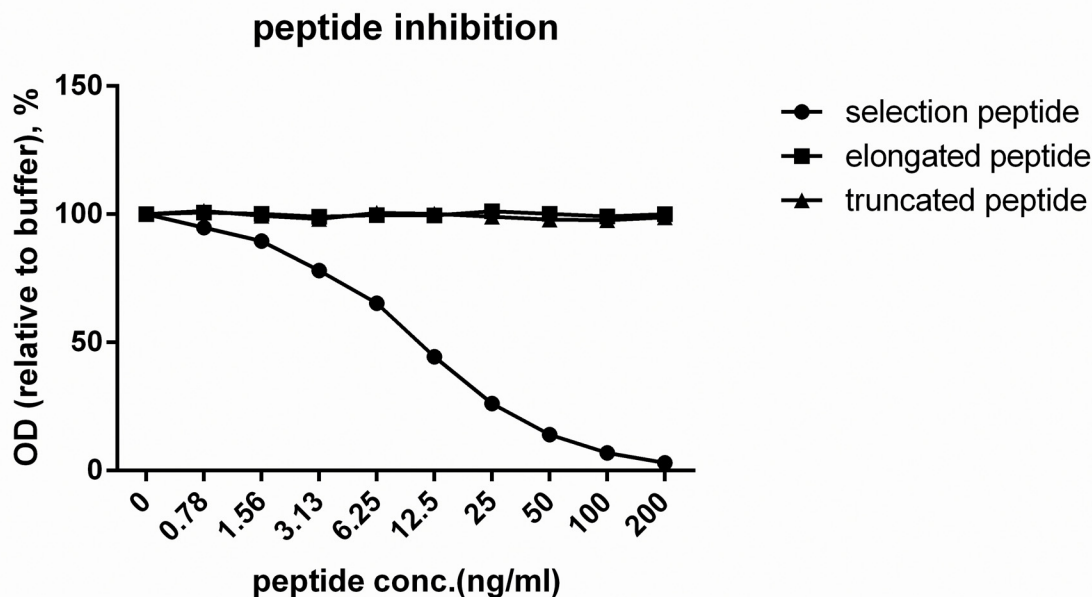 peptide inhibition
OD (relative to buffer), %
150
100
50
0
0
0.78
1.56
3.13
6.25
12.5
25
50
100
200
peptide conc.(ng/ml)
selection peptide
elongated peptide
truncated peptide